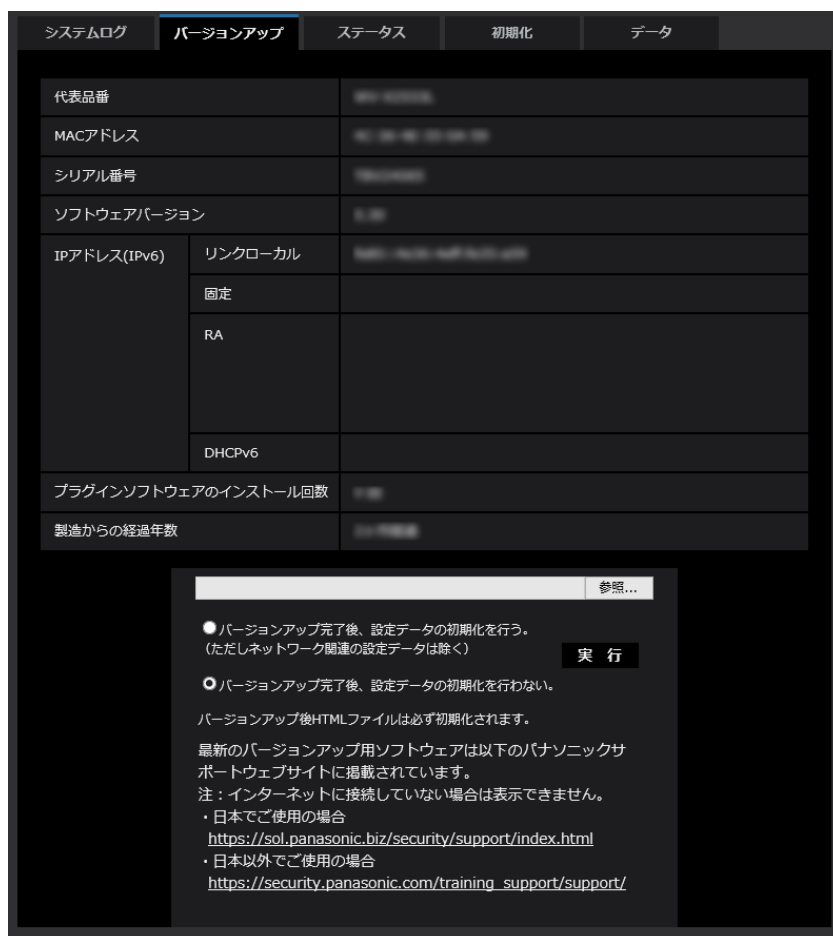 システムログ バージョンアップ ステータス 初期化 データ
代表品番
MACアドレス
シリアル番号
ソフトウェアバージョン
IPアドレス(IPv6) リンクローカル
固定
RA
DHCPv6
プラグインソフトウェアのインストール回数
製造からの経過年数
参照...
バージョンアップ完了後、設定データの初期化を行う。
(ただしネットワーク関連の設定データは除く)
実 行
バージョンアップ完了後、設定データの初期化を行わない。
バージョンアップ後HTMLファイルは必ず初期化されます。
最新のバージョンアップ用ソフトウェアは以下のパナソニックサ
ポートウェブサイトに掲載されています。
注：インターネットに接続していない場合は表示できません。
・日本でご使用の場合
https://sol.panasonic.biz/security/support/index.html
・日本以外でご使用の場合
https://security.panasonic.com/training_support/support/